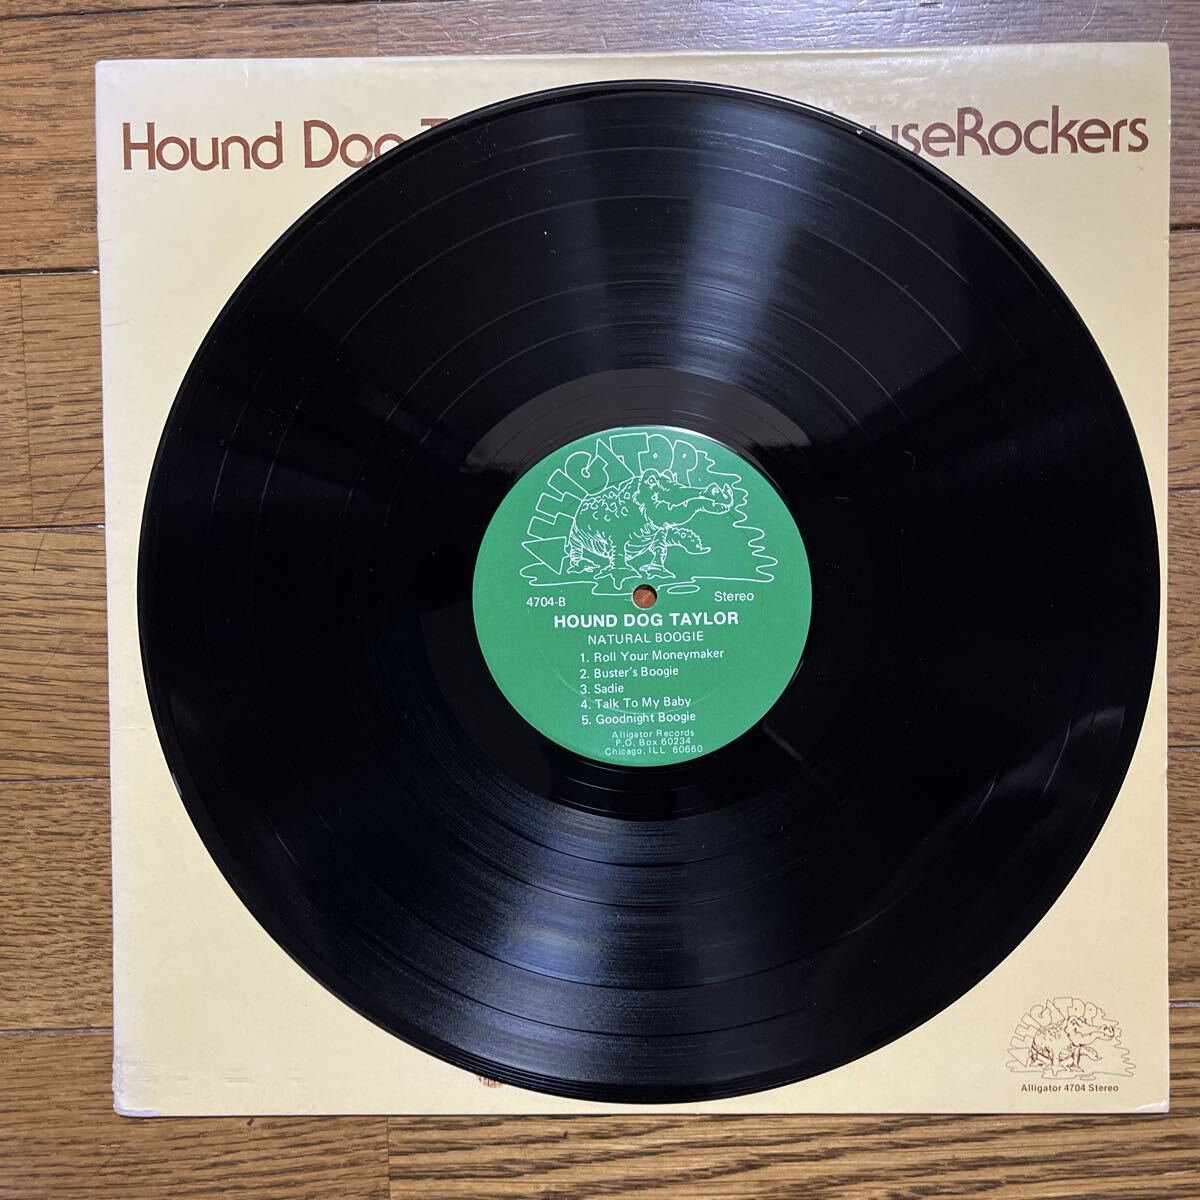 Hound Dog
useRockers
ALLIGATOR
4704-B
Stereo
HOUND DOG TAYLOR
NATURAL BOOGIE
1. Roll Your Moneymaker
2. Buster's Boogie
3. Sadie
4. Talk To My Baby
5. Goodnight Boogie
Alligator Records
P.O. Box 60234
Chicago, ILL 60660
ALLIGATOR
Alligator 4704 Stereo